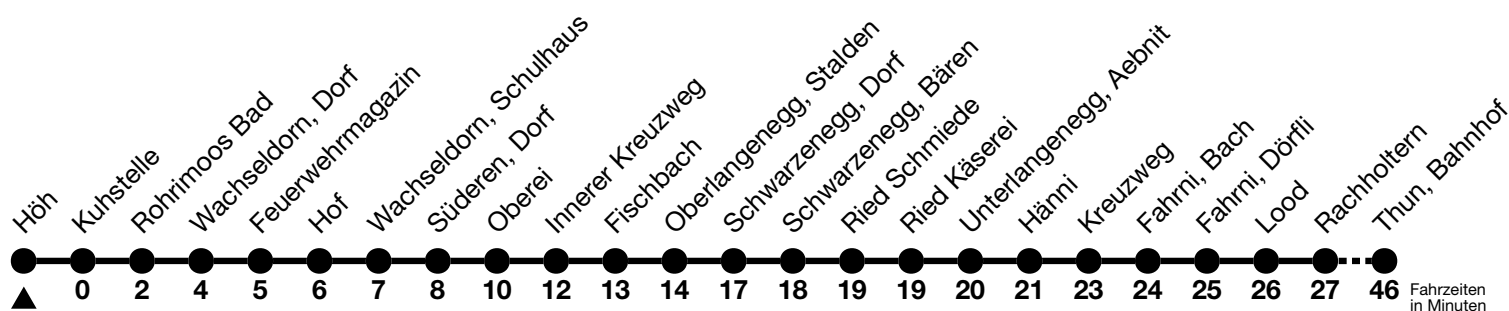 Höh
Kuhstelle
Rohrimoos Bad
Wachseldorn, Dorf
Feuerwehrmagazin
Hof
Wachseldorn, Schulhaus
Süderen, Dorf
Oberei
Innerer Kreuzweg
Fischbach
Oberlangenegg, Stalden
Schwarzenegg, Dorf
Schwarzenegg, Bären
Ried Schmiede
Ried Käserei
Unterlangenegg, Aebnit
Hänni
Kreuzweg
Fahrni, Bach
Fahrni, Dörfli
Lood
Rachholtern
Thun, Bahnhof
0 2 4 5 6 7 8 10 12 13 14 17 18 19 19 20 21 23 24 25 26 27 46 Fahrzeiten
in Minuten